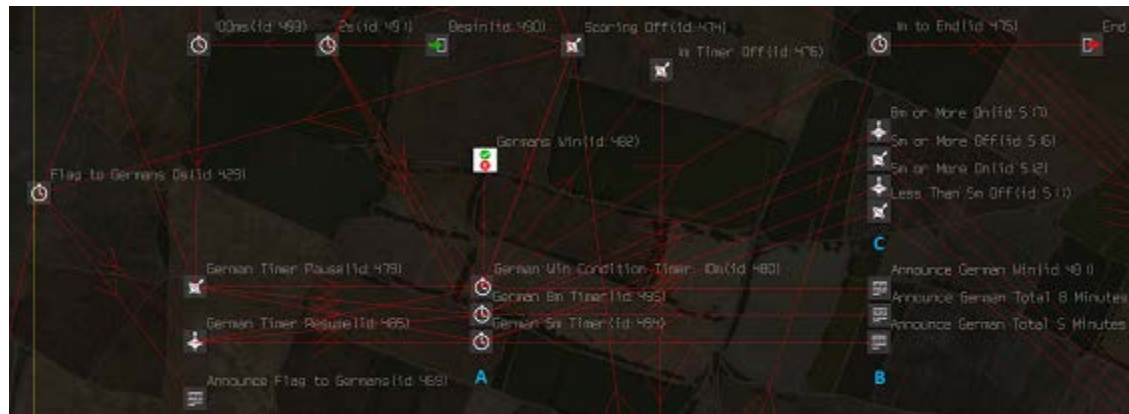 100ms(id: 499)
2s(id: 491)
Begin(id: 490)
Scoring Off(id: 474)
1m Timer Off(id: 476)
1m to End(id: 475)
End
Germans Win(id: 482)
8m or More On(id: 517)
5m or More Off(id: 516)
5m or More On(id: 512)
Less Than 5m Off(id: 511)
Flag to Germans 0s(id: 429)
C
German Timer Pause(id: 479)
German Win Condition Timer: 10m(id: 480)
Announce German Win(id: 481)
German 8m Timer(id: 495)
Announce German Total 8 Minutes
German Timer Resume(id: 485)
German 5m Timer(id: 494)
Announce German Total 5 Minutes
Announce Flag to Germans(id: 469)
A
B